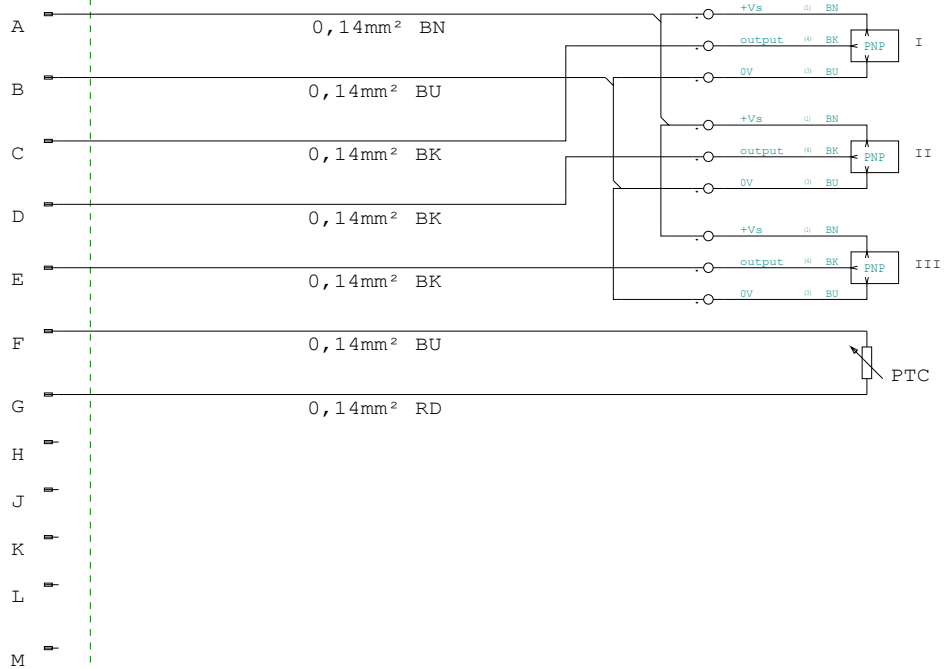 +Vs (1) BN
A 0,14mm² BN
output (4) BK PNP I
0V (3) BU
B 0,14mm² BU
+Vs (1) BN
C 0,14mm² BK
output (4) BK PNP II
0V (3) BU
D 0,14mm² BK
+Vs (1) BN
output (4) BK PNP III
E 0,14mm² BK
0V (3) BU
F 0,14mm² BU
PTC
G 0,14mm² RD
H
J
K
L
M